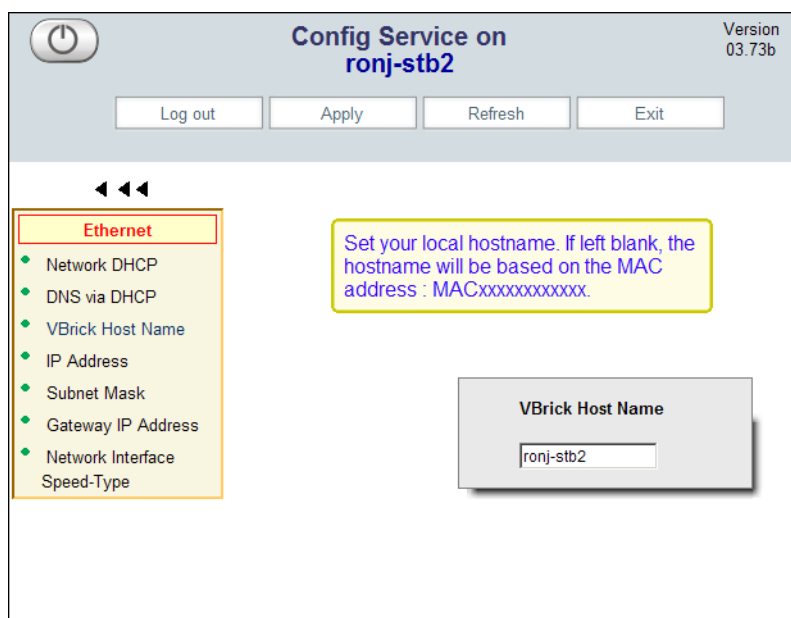 Config Service on
ronj-stb2
Version
03.73b
Log out
Apply
Refresh
Exit
Ethernet
Network DHCP
DNS via DHCP
VBrick Host Name
IP Address
Subnet Mask
Gateway IP Address
Network Interface
Speed-Type
Set your local hostname. If left blank, the
hostname will be based on the MAC
address : MACxxxxxxxxxxxx.
VBrick Host Name
ronj-stb2